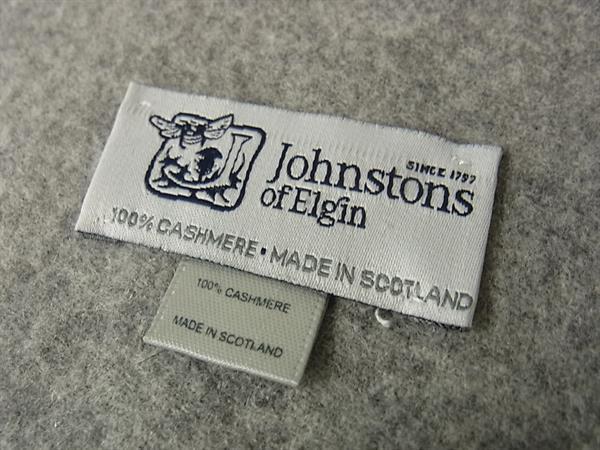 SINCE 1797
Johnstons
of Elgin
100% CASHMERE • MADE IN SCOTLAND
100% CASHMERE
MADE IN SCOTLAND